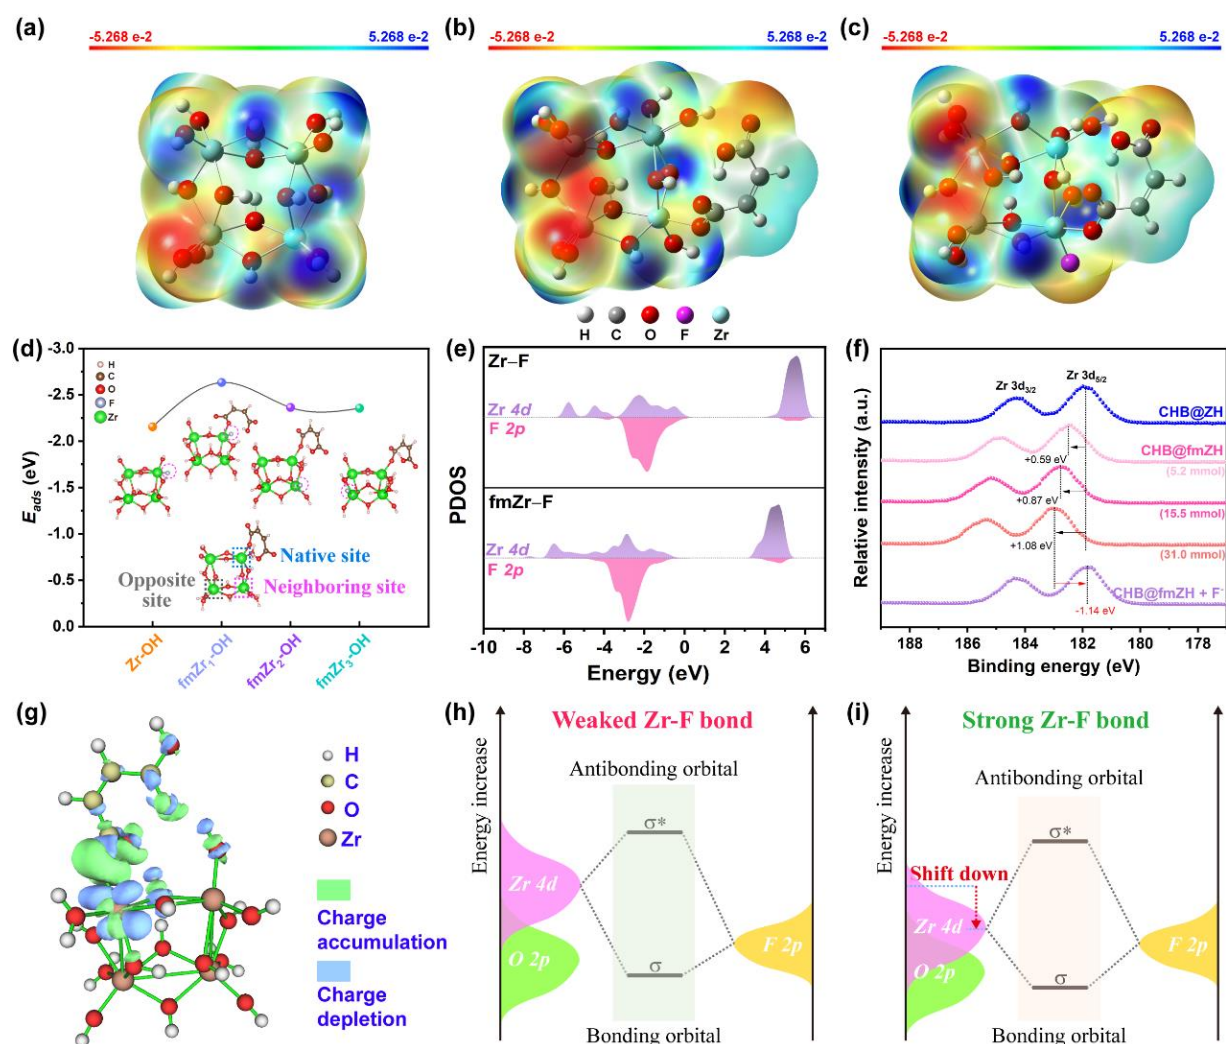 (a)
-5.268 e-2
5.268 e-2
(b)
-5.268 e-2
5.268 e-2
(c)
-5.268 e-2
5.268 e-2
H C O F Zr
(d)
-3.0
-2.5
-2.0
-1.5
-1.0
-0.5
0.0
E_ads (eV)
H
C
O
F
Zr
Native site
Opposite
site
Neighboring site
Zr-OH
fmZr₁-OH
fmZr₂-OH
fmZr₃-OH
(e)
PDOS
Zr–F
Zr 4d
F 2p
fmZr–F
Zr 4d
F 2p
-10 -8 -6 -4 -2 0 2 4 6
Energy (eV)
(f)
Relative intensity (a.u.)
Zr 3d₃/₂
Zr 3d₅/₂
CHB@ZH
CHB@fmZH
+0.59 eV
(5.2 mmol)
+0.87 eV
(15.5 mmol)
+1.08 eV
(31.0 mmol)
CHB@fmZH + F⁻
-1.14 eV
188 186 184 182 180 178
Binding energy (eV)
(g)
H
C
O
Zr
Charge
accumulation
Charge
depletion
(h)
Weaked Zr-F bond
Energy increase
Antibonding orbital
σ*
Zr 4d
O 2p
F 2p
σ
Bonding orbital
(i)
Strong Zr-F bond
Energy increase
Antibonding orbital
σ*
Shift down
Zr 4d
O 2p
F 2p
σ
Bonding orbital